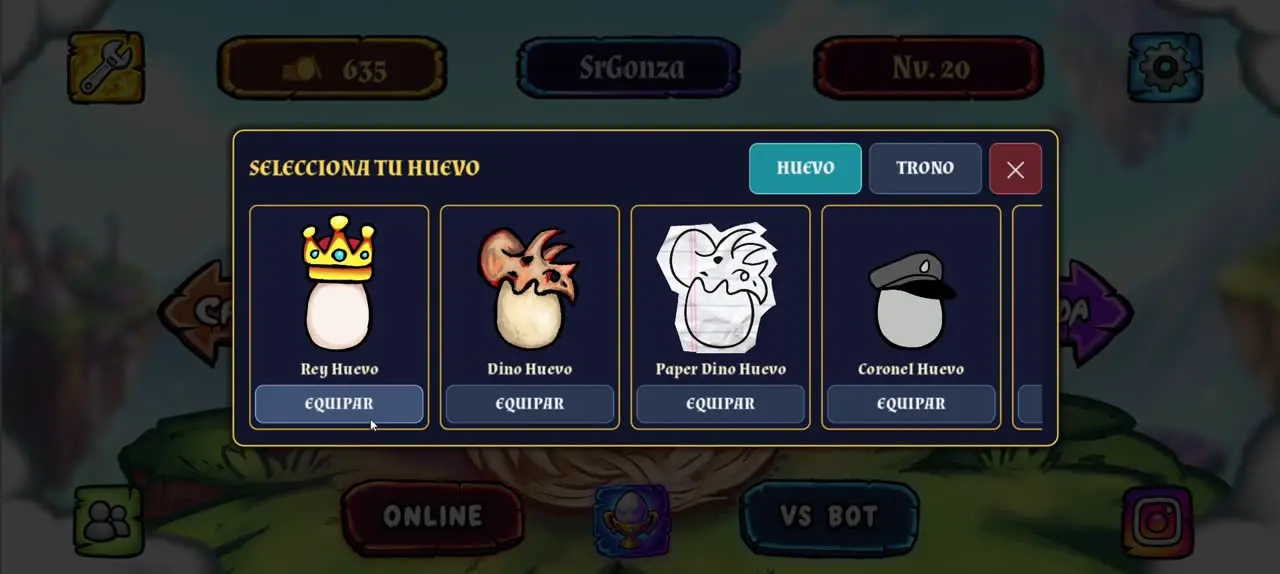 635
SrGonza
Nv. 20
SELECCIONA TU HUEVO
HUEVO
TRONO
Rey Huevo
Dino Huevo
Paper Dino Huevo
Coronel Huevo
EQUIPAR
EQUIPAR
EQUIPAR
EQUIPAR
ONLINE
VS BOT